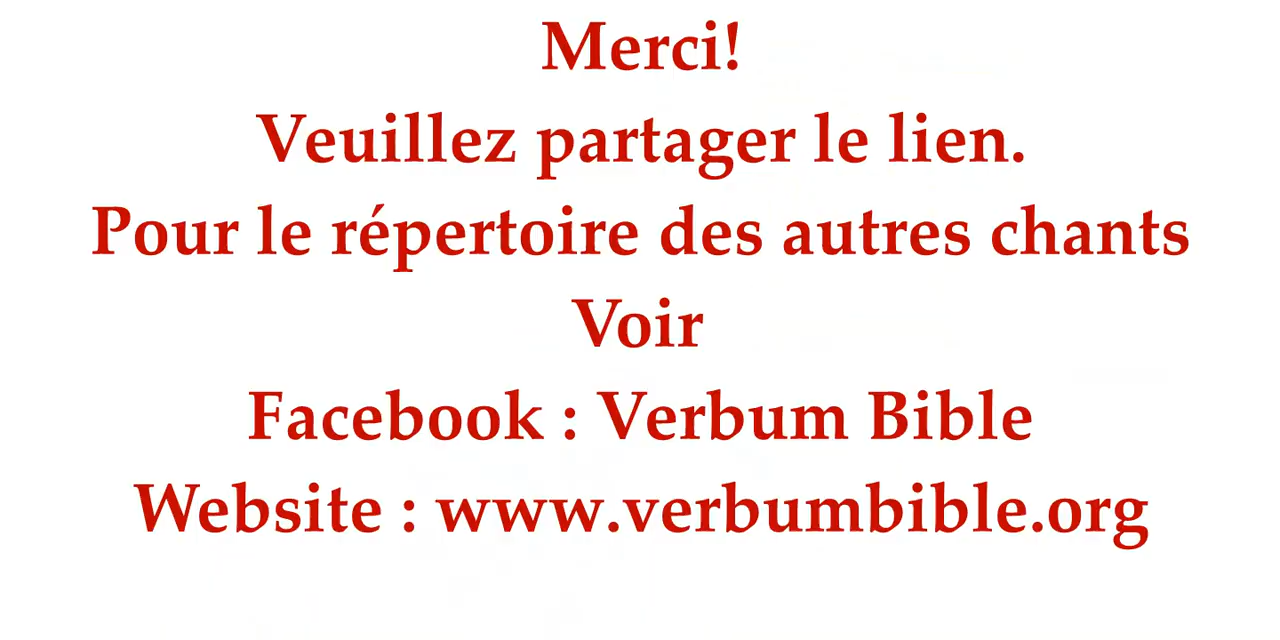 Merci!
Veuillez partager le lien.
Pour le répertoire des autres chants
Voir
Facebook : Verbum Bible
Website : www.verbumbible.org